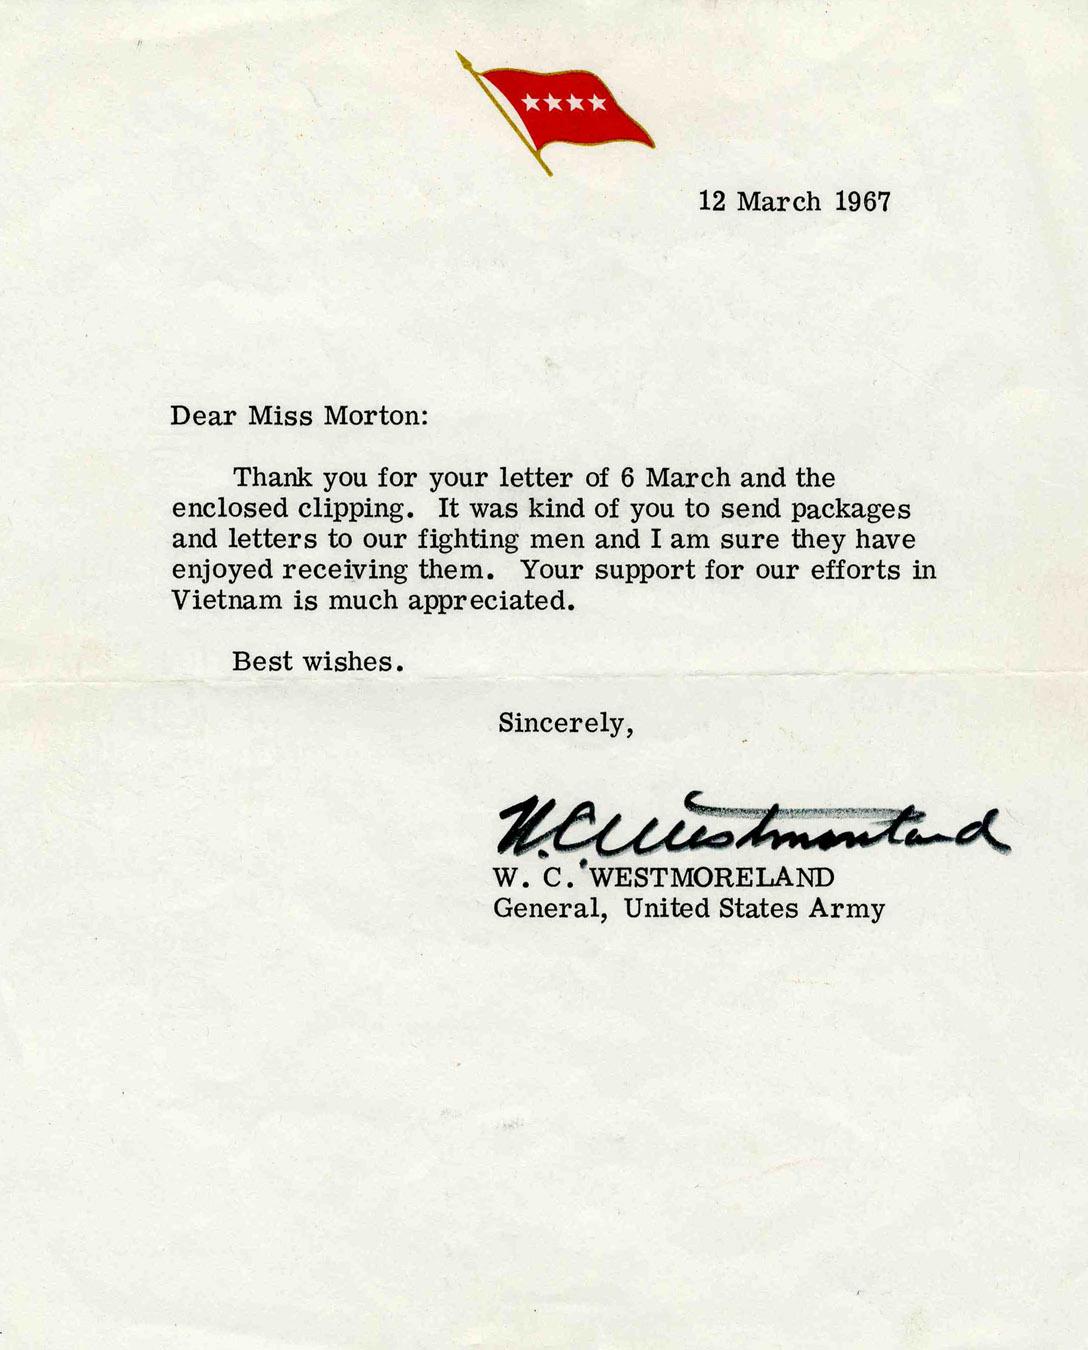 12 March 1967
Dear Miss Morton:
Thank you for your letter of 6 March and the
enclosed clipping. It was kind of you to send packages
and letters to our fighting men and I am sure they have
enjoyed receiving them. Your support for our efforts in
Vietnam is much appreciated.
Best wishes.
Sincerely,
W. C. Westmoreland
W. C. WESTMORELAND
General, United States Army